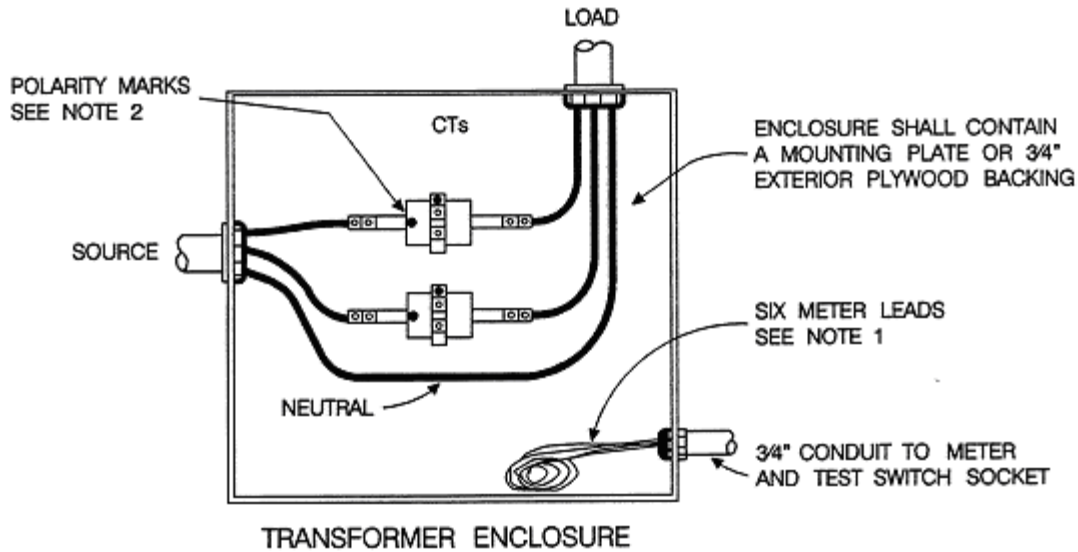 LOAD
POLARITY MARKS
SEE NOTE 2
CTs
ENCLOSURE SHALL CONTAIN
A MOUNTING PLATE OR 3/4"
EXTERIOR PLYWOOD BACKING
SOURCE
SIX METER LEADS
SEE NOTE 1
NEUTRAL
3/4" CONDUIT TO METER
AND TEST SWITCH SOCKET
TRANSFORMER ENCLOSURE